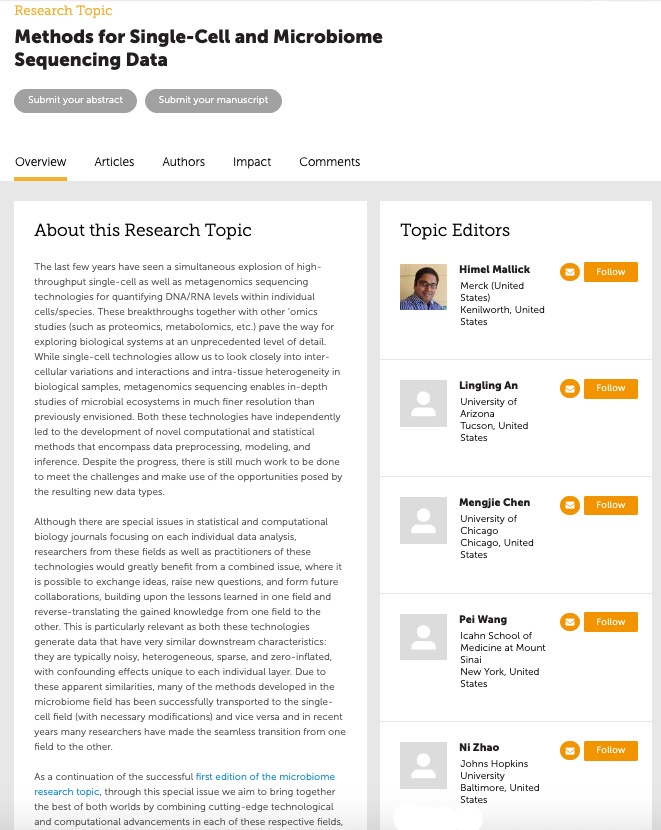 Research Topic
Methods for Single-Cell and Microbiome
Sequencing Data
Submit your abstract
Submit your manuscript
Overview
Articles
Authors
Impact
Comments
About this Research Topic
The last few years have seen a simultaneous explosion of high-
throughput single-cell as well as metagenomics sequencing
technologies for quantifying DNA/RNA levels within individual
cells/species. These breakthroughs together with other 'omics
studies (such as proteomics, metabolomics, etc.) pave the way for
exploring biological systems at an unprecedented level of detail.
While single-cell technologies allow us to look closely into inter-
cellular variations and interactions and intra-tissue heterogeneity in
biological samples, metagenomics sequencing enables in-depth
studies of microbial ecosystems in much finer resolution than
previously envisioned. Both these technologies have independently
led to the development of novel computational and statistical
methods that encompass data preprocessing, modeling, and
inference. Despite the progress, there is still much work to be done
to meet the challenges and make use of the opportunities posed by
the resulting new data types.
Although there are special issues in statistical and computational
biology journals focusing on each individual data analysis,
researchers from these fields as well as practitioners of these
technologies would greatly benefit from a combined issue, where it
is possible to exchange ideas, raise new questions, and form future
collaborations, building upon the lessons learned in one field and
reverse-translating the gained knowledge from one field to the
other. This is particularly relevant as both these technologies
generate data that have very similar downstream characteristics:
they are typically noisy, heterogeneous, sparse, and zero-inflated,
with confounding effects unique to each individual layer. Due to
these apparent similarities, many of the methods developed in the
microbiome field has been successfully transported to the single-
cell field (with necessary modifications) and vice versa and in recent
years many researchers have made the seamless transition from one
field to the other.
As a continuation of the successful first edition of the microbiome
research topic, through this special issue we aim to bring together
the best of both worlds by combining cutting-edge technological
and computational advancements in each of these respective fields,
Topic Editors
Himel Mallick
Merck (United
States)
Kenilworth, United
States
Follow
Lingling An
University of
Arizona
Tucson, United
States
Follow
Mengjie Chen
University of
Chicago
Chicago, United
States
Follow
Pei Wang
Icahn School of
Medicine at Mount
Sinai
New York, United
States
Follow
Ni Zhao
Johns Hopkins
University
Baltimore, United
States
Follow